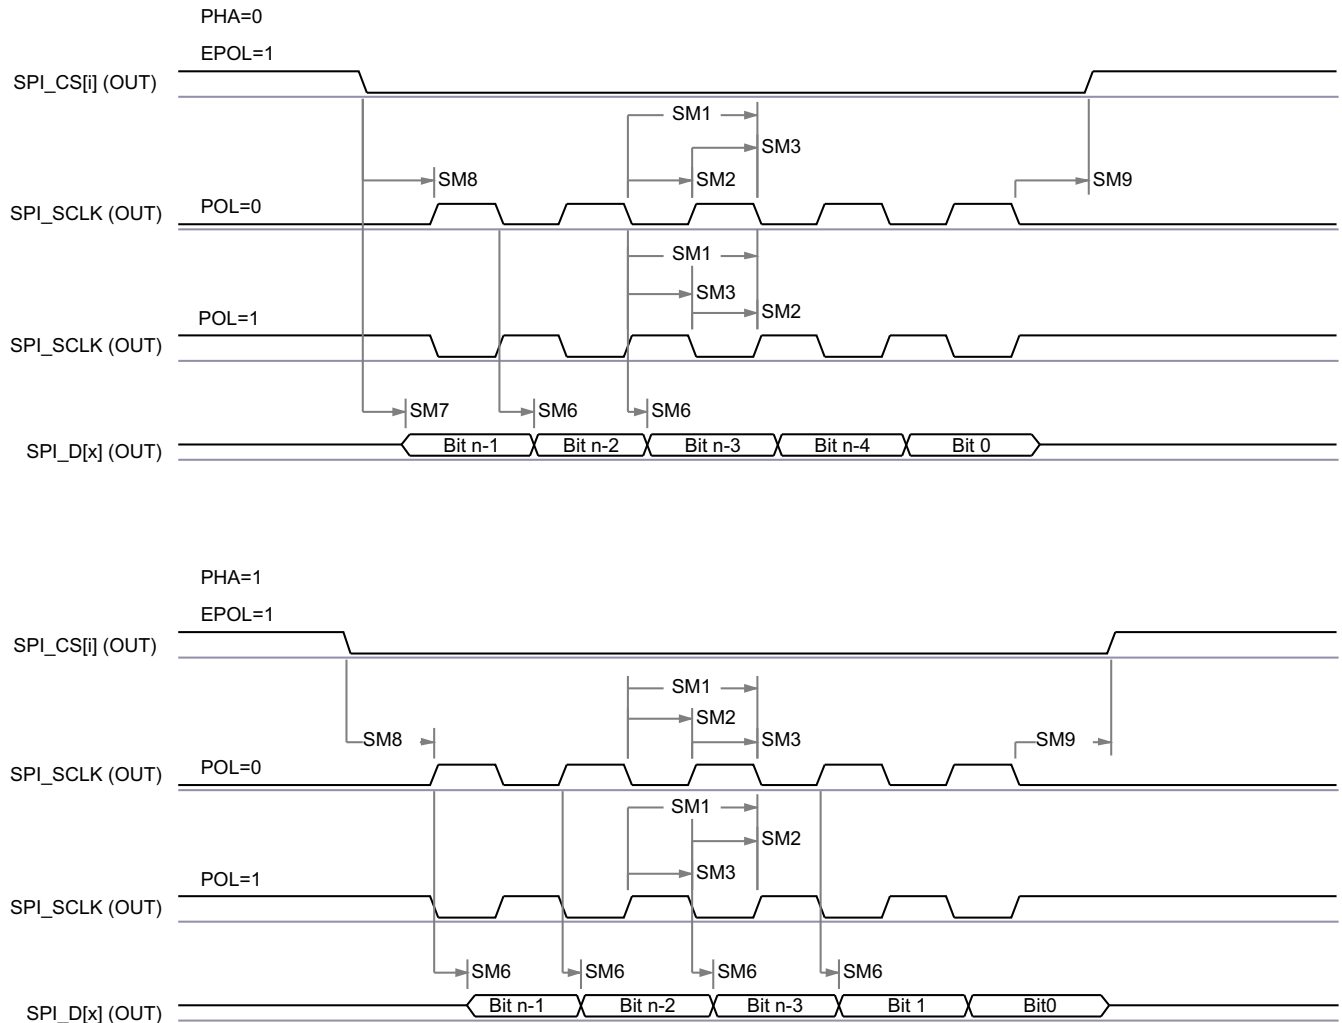 PHA=0
EPOL=1
SPI_CS[i] (OUT)
SM1
SM3
SM8
SM2
SM9
SPI_SCLK (OUT)
POL=0
SM1
SM3
SM2
POL=1
SPI_SCLK (OUT)
SM7
SM6
SM6
SPI_D[x] (OUT)
Bit n-1
Bit n-2
Bit n-3
Bit n-4
Bit 0
PHA=1
EPOL=1
SPI_CS[i] (OUT)
SM1
SM2
SM8
SM3
SM9
SPI_SCLK (OUT)
POL=0
SM1
SM2
SM3
POL=1
SPI_SCLK (OUT)
SM6
SM6
SM6
SM6
SPI_D[x] (OUT)
Bit n-1
Bit n-2
Bit n-3
Bit 1
Bit0